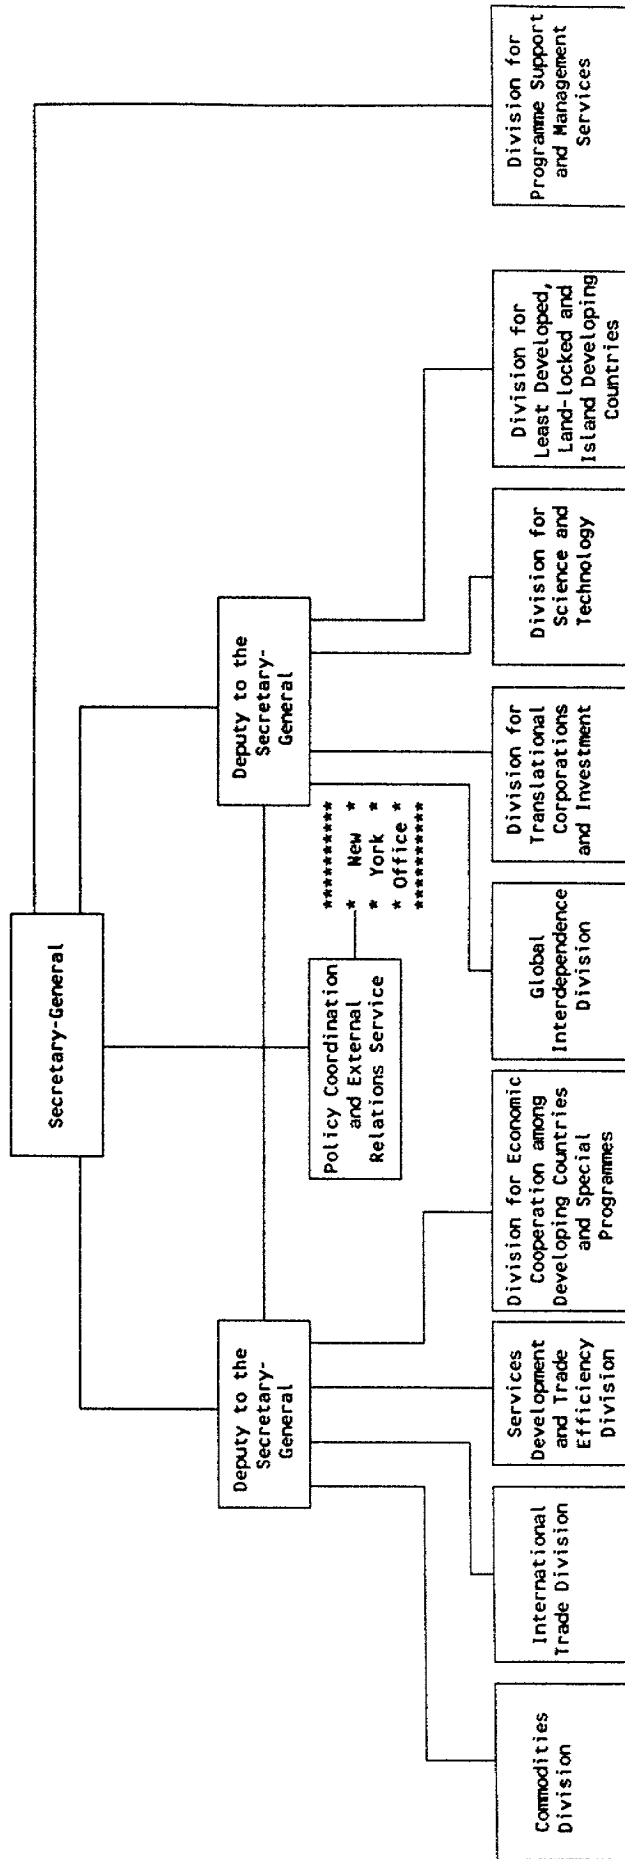 Secretary-General
Deputy to the
Secretary-
General
Deputy to the
Secretary-
General
Policy Coordination
and External
Relations Service
**********
* New *
* York *
* Office *
**********
Commodities
Division
International
Trade Division
Services
Development
and Trade
Efficiency
Division
Division for Economic
Cooperation among
Developing Countries
and Special
Programmes
Global
Interdependence
Division
Division for
Translational
Corporations
and Investment
Division for
Science and
Technology
Division for
Least Developed,
Land-locked and
Island Developing
Countries
Division for
Programme Support
and Management
Services